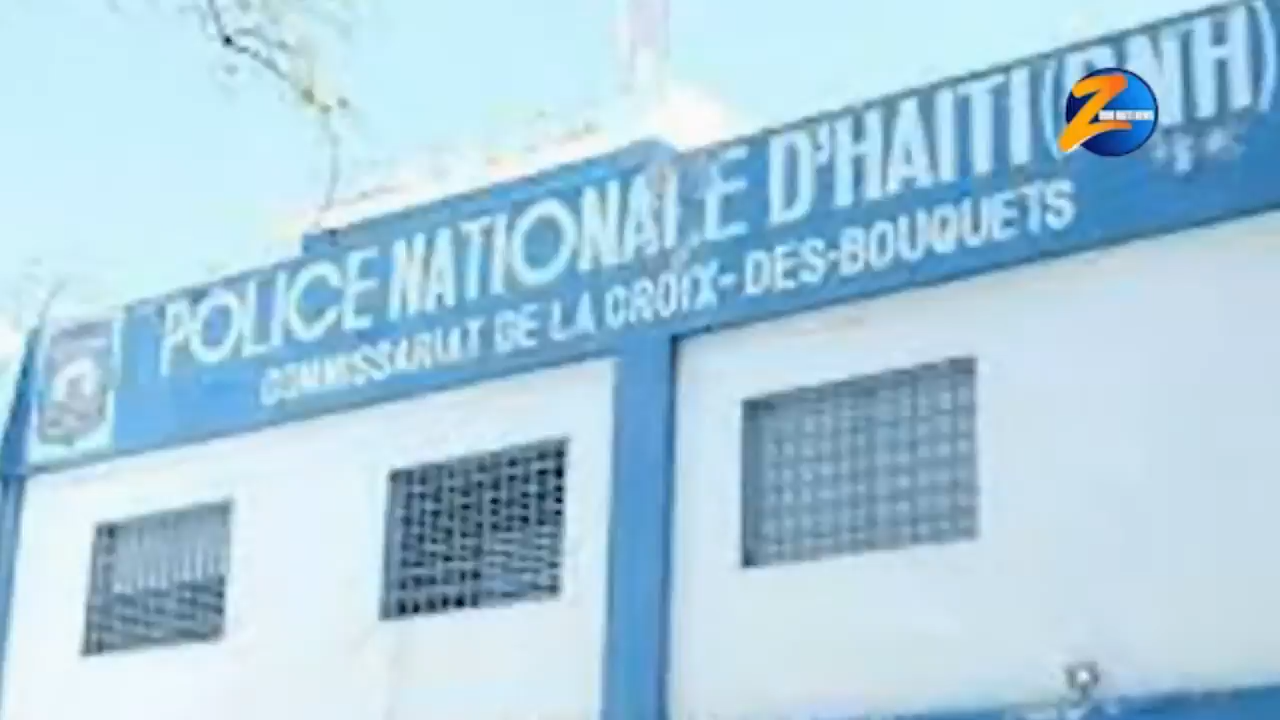 POLICE NATIONALE D'HAITI (PNH)
COMMISSARIAT DE LA CROIX-DES-BOUQUETS
Z